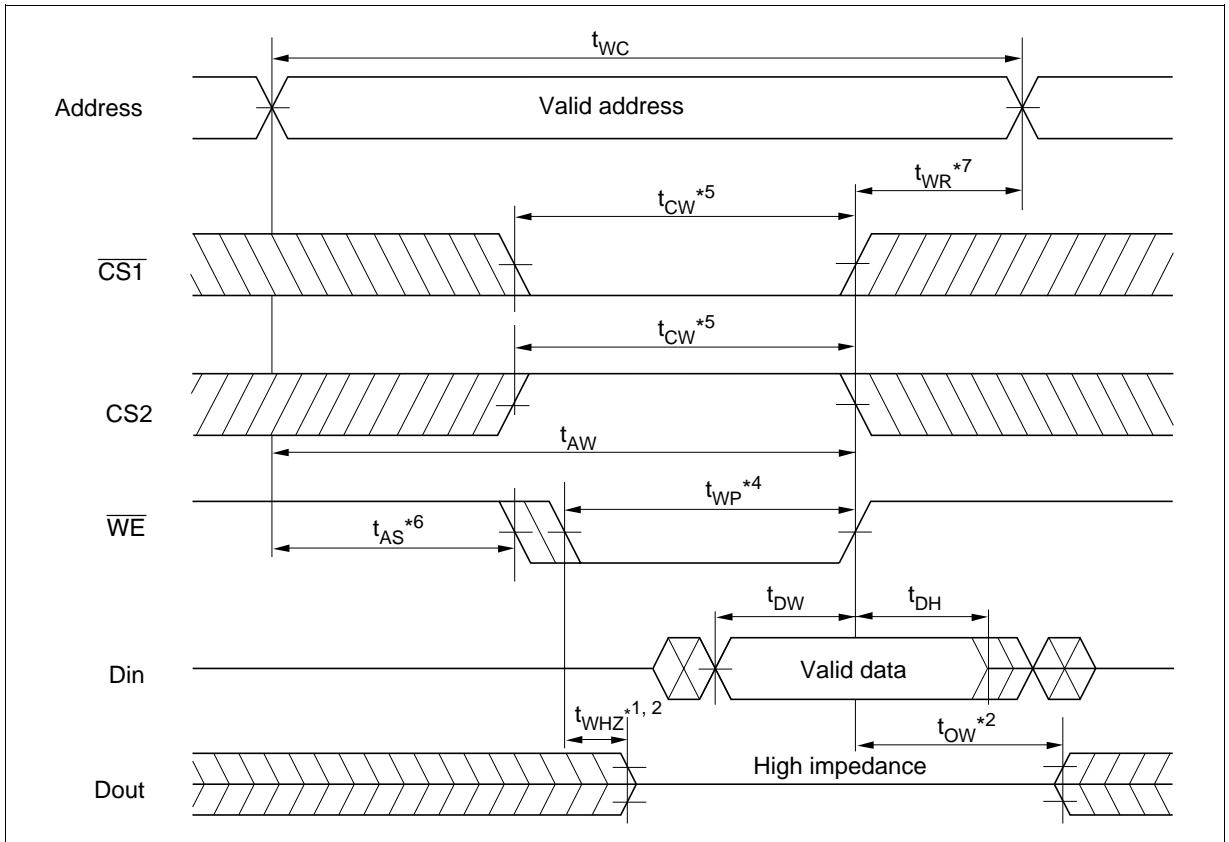 tWC
Address
Valid address
tWR*7
tCW*5
CS1
tCW*5
CS2
tAW
tWP*4
WE
tAS*6
tDW
tDH
Din
Valid data
tWHZ*1, 2
tOW*2
High impedance
Dout